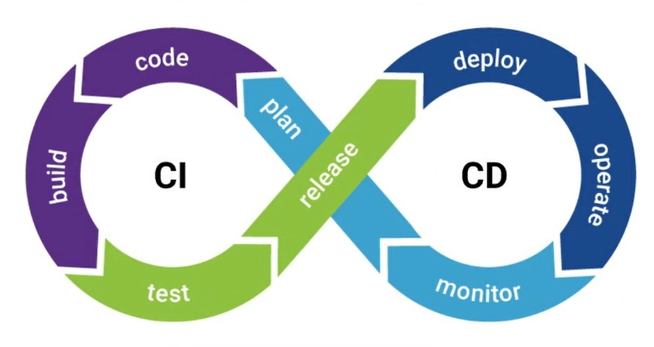 code
deploy
plan
build
CI
release
CD
operate
test
monitor